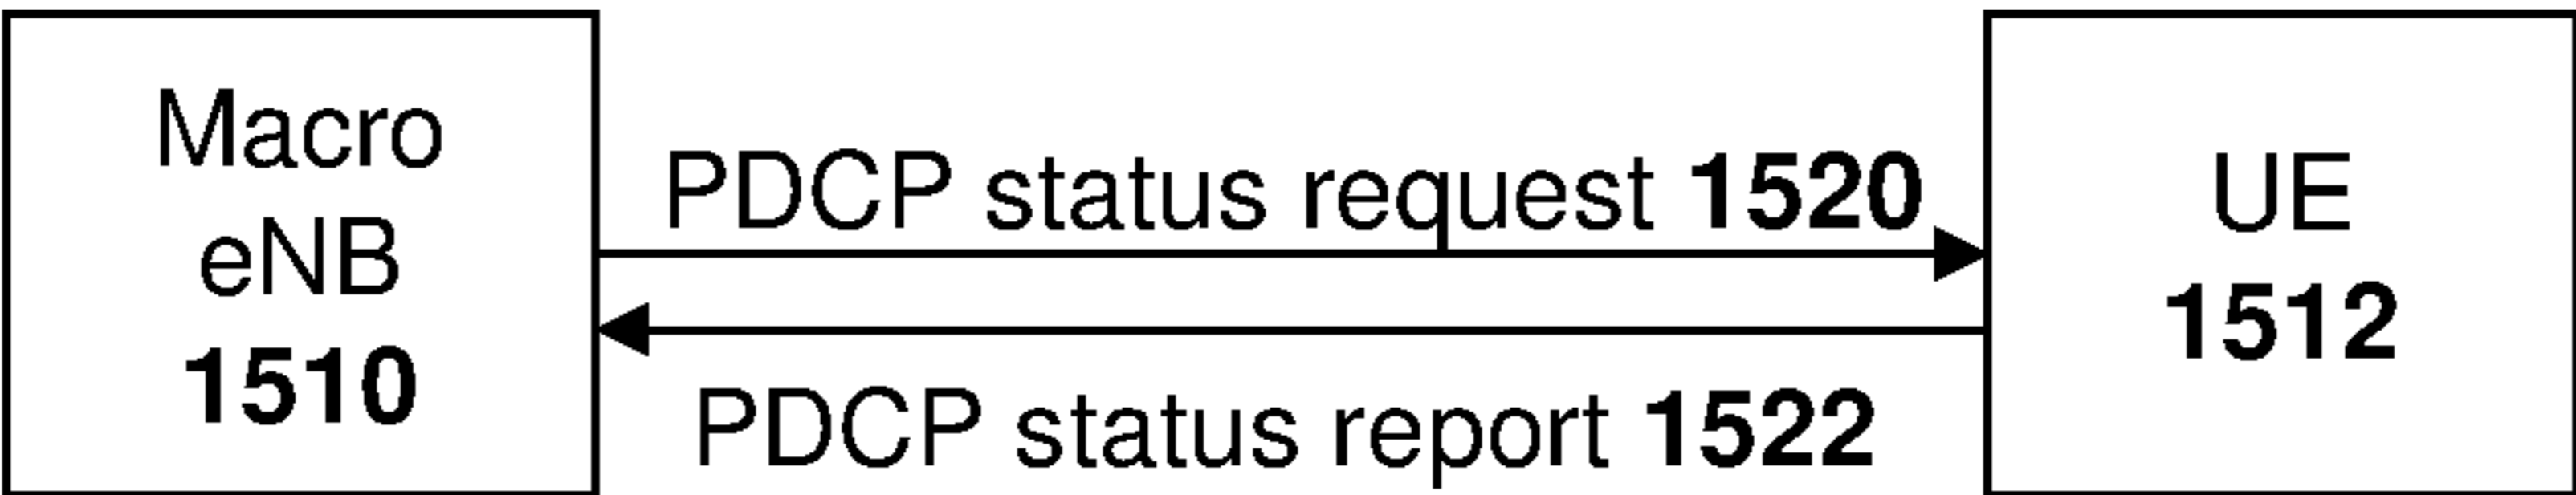 Macro
eNB
1510
PDCP status request 1520
PDCP status report 1522
UE
1512